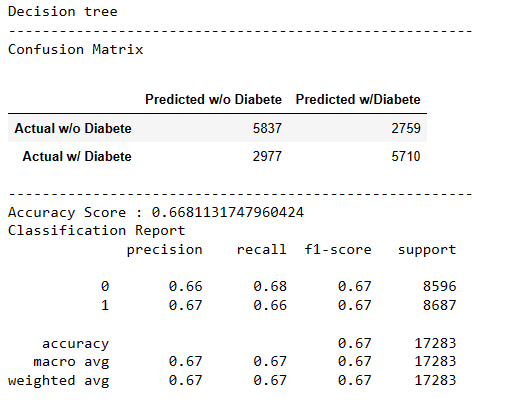 Decision tree
-------------------------------------------------------
Confusion Matrix
Predicted w/o Diabete Predicted w/Diabete
Actual w/o Diabete 5837 2759
Actual w/ Diabete 2977 5710
-------------------------------------------------------
Accuracy Score : 0.6681131747960424
Classification Report
precision recall f1-score support
0 0.66 0.68 0.67 8596
1 0.67 0.66 0.67 8687
accuracy 0.67 17283
macro avg 0.67 0.67 0.67 17283
weighted avg 0.67 0.67 0.67 17283